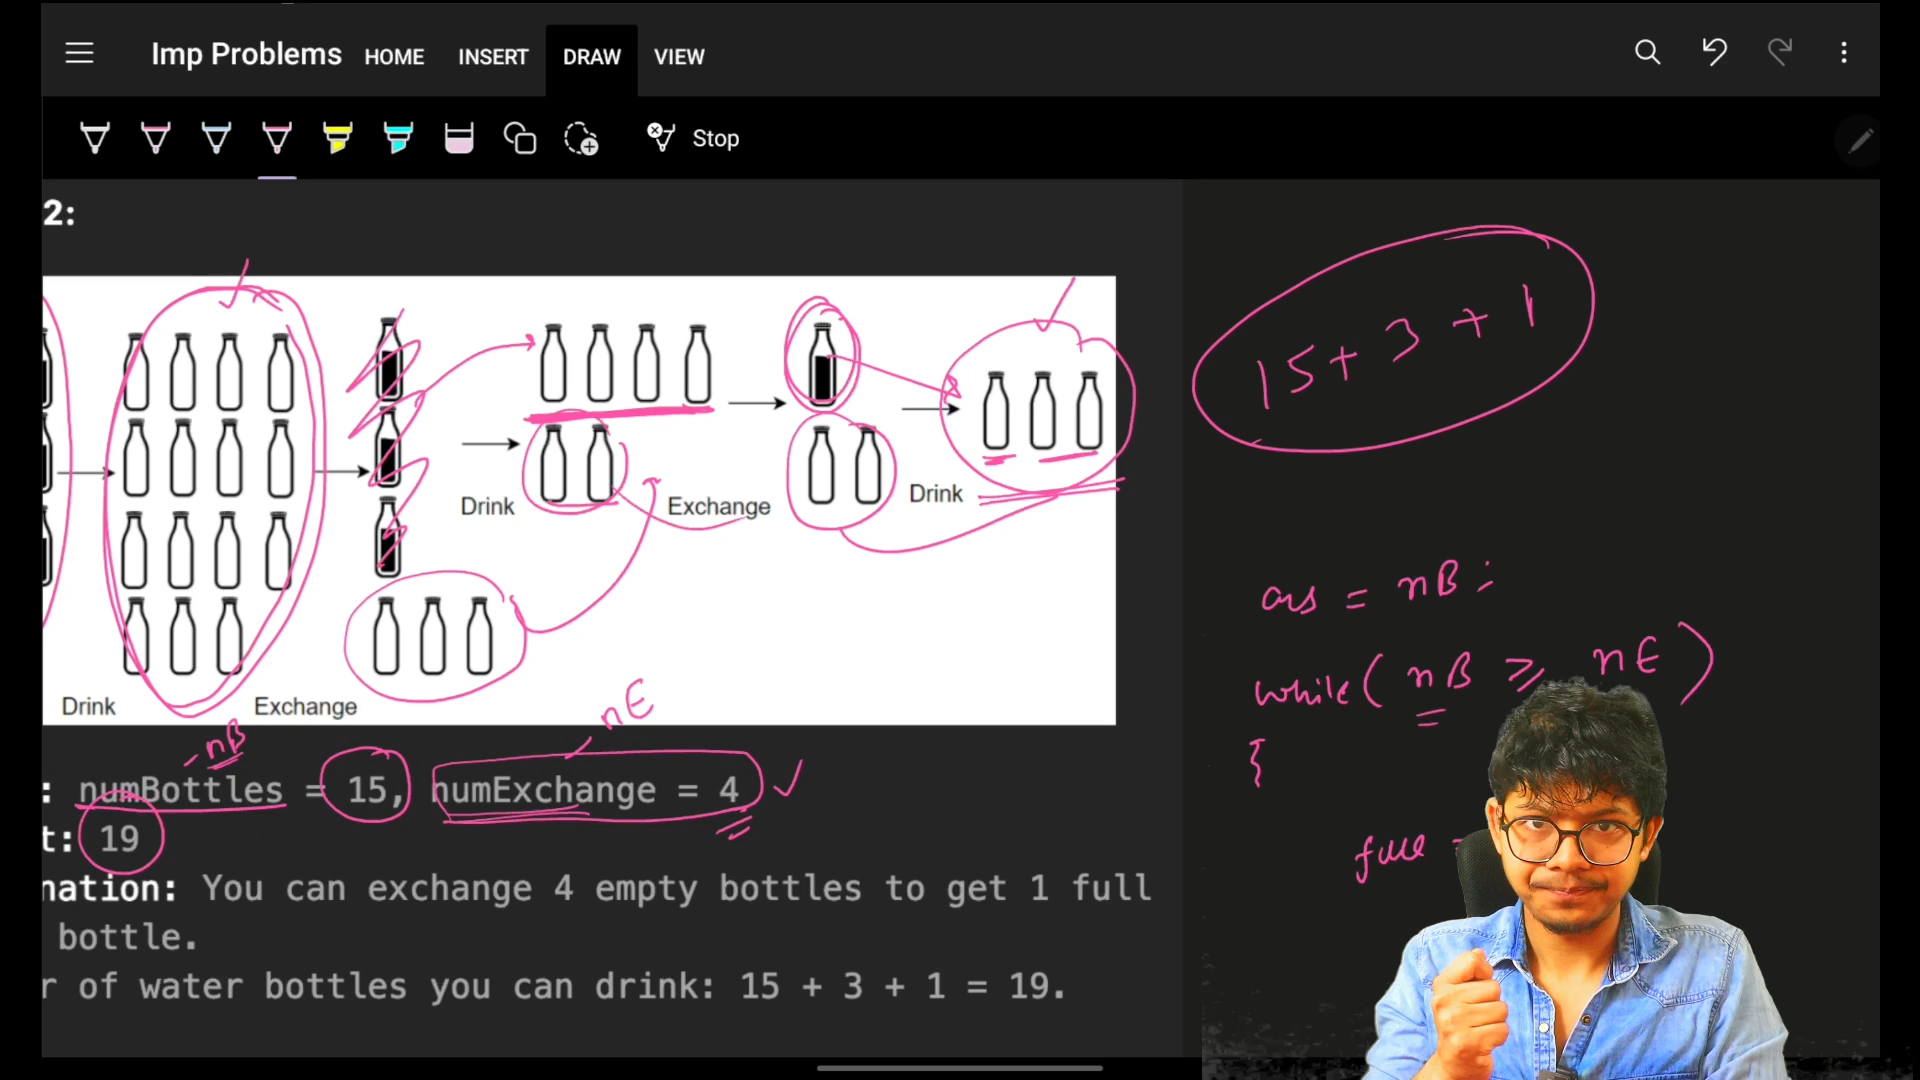 Imp Problems HOME INSERT DRAW VIEW
Stop
2:
15 + 3 + 1
Drink Exchange Drink
Drink Exchange
nE
nB
: numBottles = 15, numExchange = 4
t: 19
nation: You can exchange 4 empty bottles to get 1 full
bottle.
r of water bottles you can drink: 15 + 3 + 1 = 19.
ans = nB ;
while ( nB >= nE )
{
full =